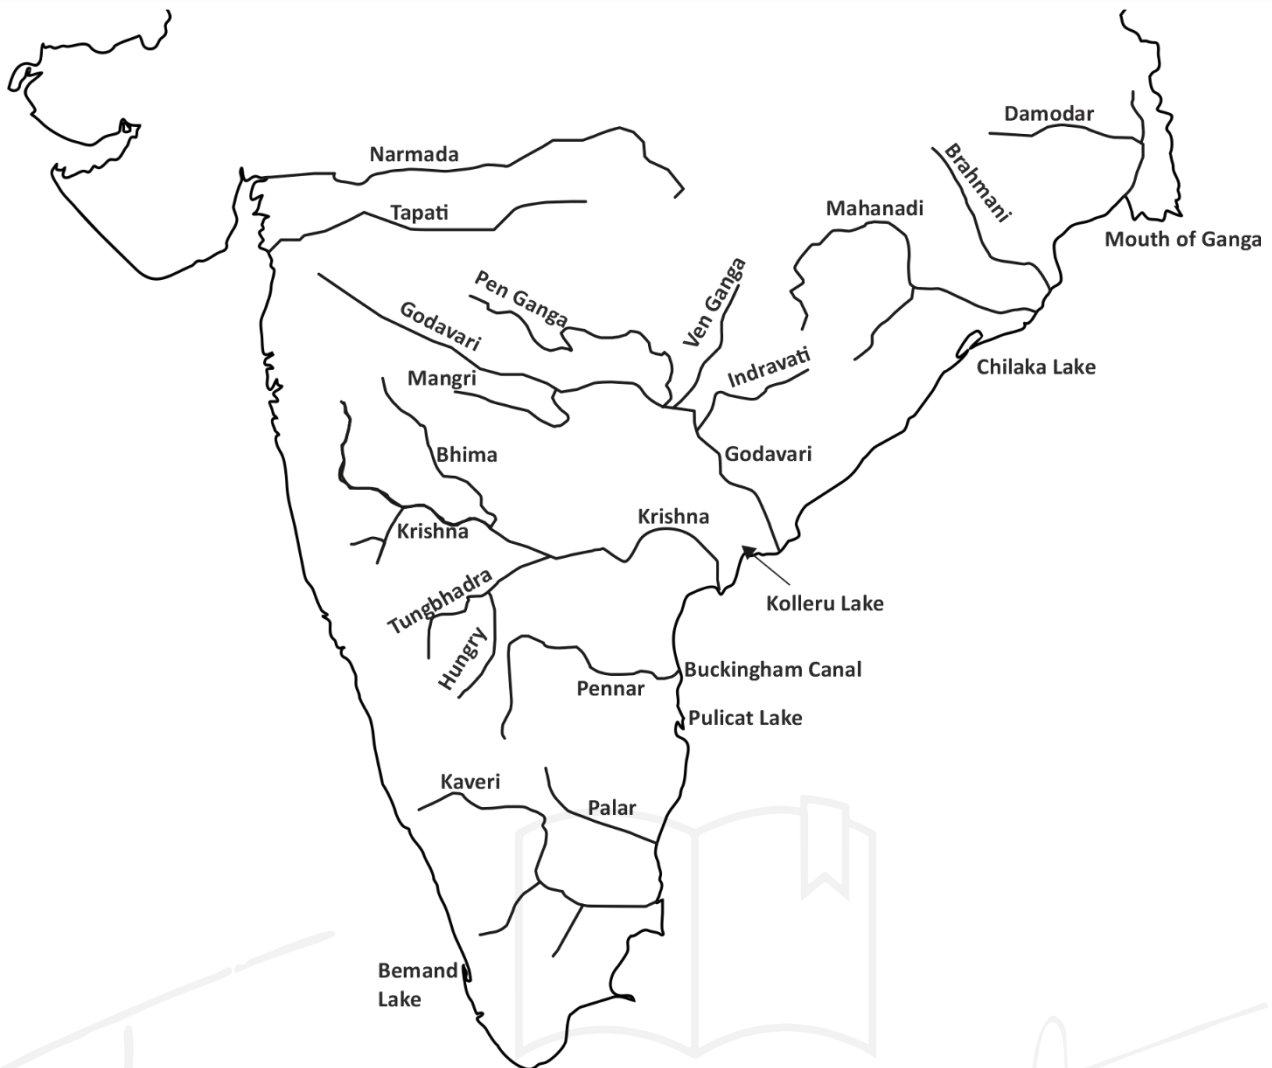 Damodar
Brahmani
Narmada
Tapati
Mahanadi
Mouth of Ganga
Pen Ganga
Ven Ganga
Godavari
Indravati
Chilaka Lake
Mangri
Bhima
Godavari
Krishna
Krishna
Tungbhadra
Kolleru Lake
Hungry
Buckingham Canal
Pennar
Pulicat Lake
Kaveri
Palar
Bemand
Lake